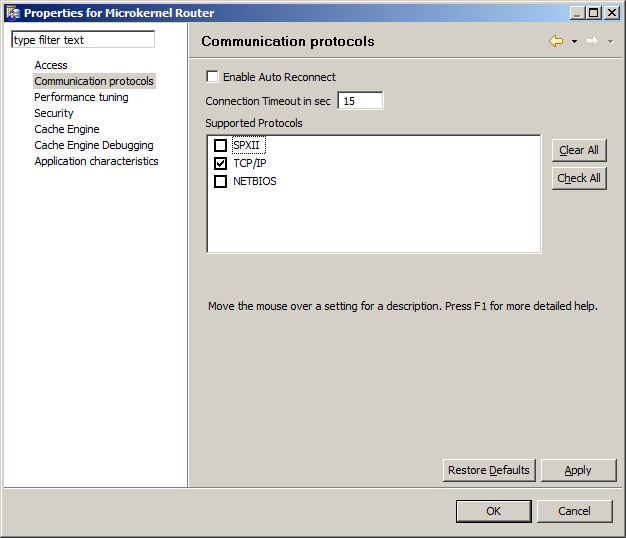 Properties for Microkernel Router
type filter text
Access
Communication protocols
Performance tuning
Security
Cache Engine
Cache Engine Debugging
Application characteristics
Communication protocols
Enable Auto Reconnect
Connection Timeout in sec 15
Supported Protocols
SPXII
TCP/IP
NETBIOS
Clear All
Check All
Move the mouse over a setting for a description. Press F1 for more detailed help.
Restore Defaults Apply
OK Cancel